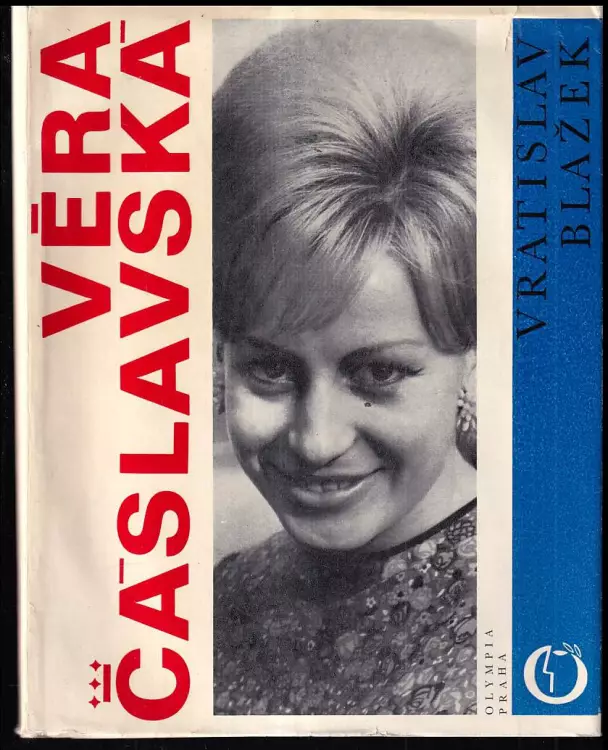 VĚRA
ČÁSLAVSKÁ
VRATISLAV
BLAŽEK
OLYMPIA
PRAHA